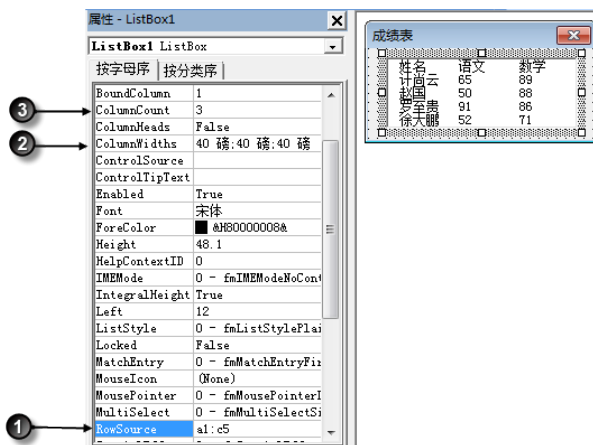 属性 - ListBox1
ListBox1 ListBox
按字母序 按分类序
BoundColumn 1
3 ColumnCount 3
ColumnHeads False
2 ColumnWidths 40 磅;40 磅;40 磅
ControlSource
ControlTipText
Enabled True
Font 宋体
ForeColor &H80000008&
Height 48.1
HelpContextID 0
IMEMode 0 - fmIMEModeNoCont
IntegralHeight True
Left 12
ListStyle 0 - fmListStylePlai
Locked False
MatchEntry 0 - fmMatchEntryFir
MouseIcon (None)
MousePointer 0 - fmMousePointerI
MultiSelect 0 - fmMultiSelectSi
1 RowSource a1:c5
成绩表
姓名 语文 数学
计尚云 65 89
赵国 50 88
罗至贵 91 86
徐大鹏 52 71